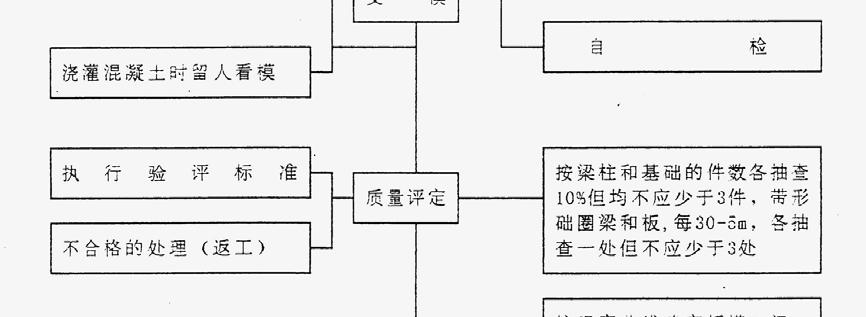 模
自 检
浇灌混凝土时留人看模
执行验评标准
质量评定
按梁柱和基础的件数各抽查
10%但均不应少于3件，带形
础圈梁和板，每30-5m，各抽
查一处但不应少于3处
不合格的处理（返工）